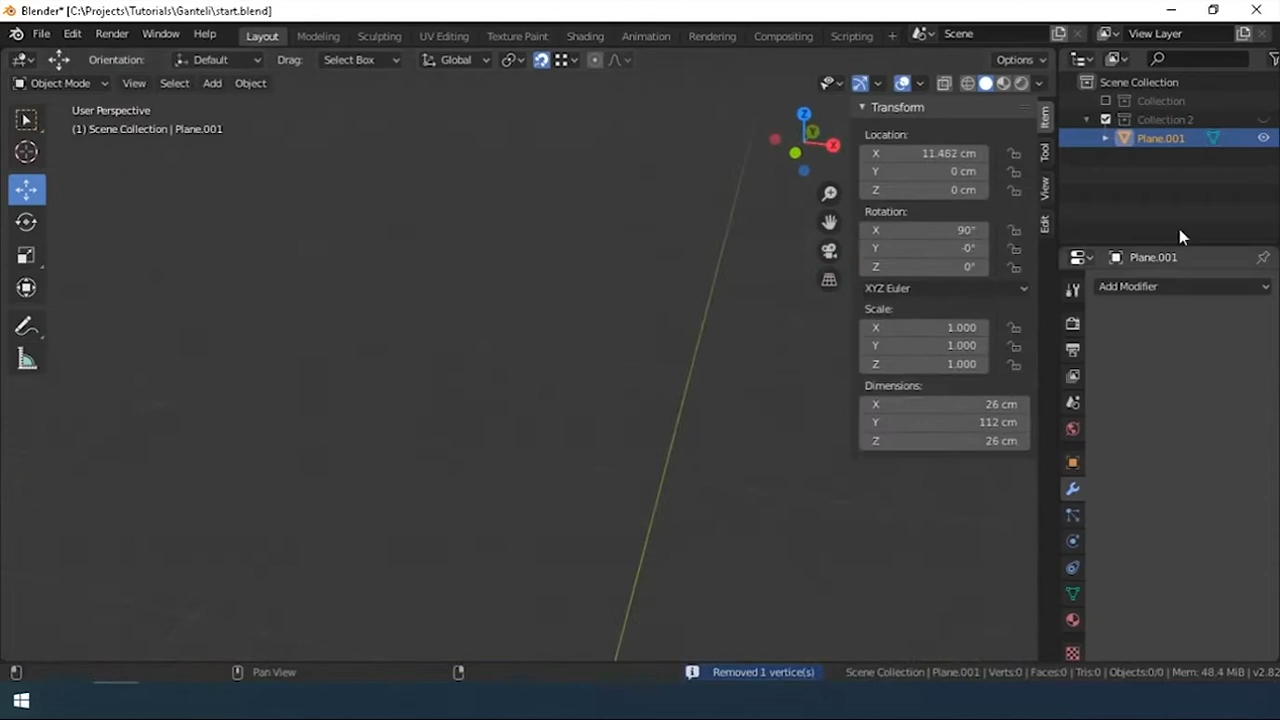 Blender* [C:\Projects\Tutorials\Ganteli\start.blend]
File Edit Render Window Help Layout Modeling Sculpting UV Editing Texture Paint Shading Animation Rendering Compositing Scripting + Scene View Layer
Orientation: Default Drag: Select Box Global Options
Object Mode View Select Add Object
User Perspective
(1) Scene Collection | Plane.001
Z
Y
X
Transform
Location:
X 11.482 cm
Y 0 cm
Z 0 cm
Rotation:
X 90°
Y -0°
Z 0°
XYZ Euler
Scale:
X 1.000
Y 1.000
Z 1.000
Dimensions:
X 26 cm
Y 112 cm
Z 26 cm
Item
Tool
View
Edit
Scene Collection
Collection
Collection 2
Plane.001
Plane.001
Add Modifier
Pan View
Removed 1 vertice(s)
Scene Collection | Plane.001 | Verts:0 | Faces:0 | Tris:0 | Objects:0/0 | Mem: 48.4 MiB | v2.82